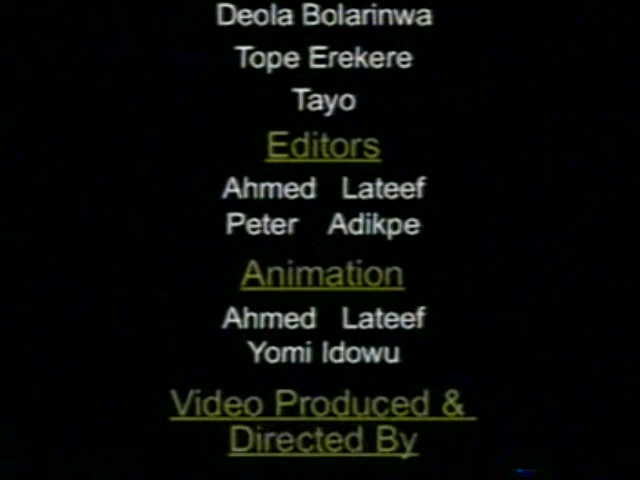 Deola Bolarinwa
Tope Erekere
Tayo
Editors
Ahmed Lateef
Peter Adikpe
Animation
Ahmed Lateef
Yomi Idowu
Video Produced &
Directed By